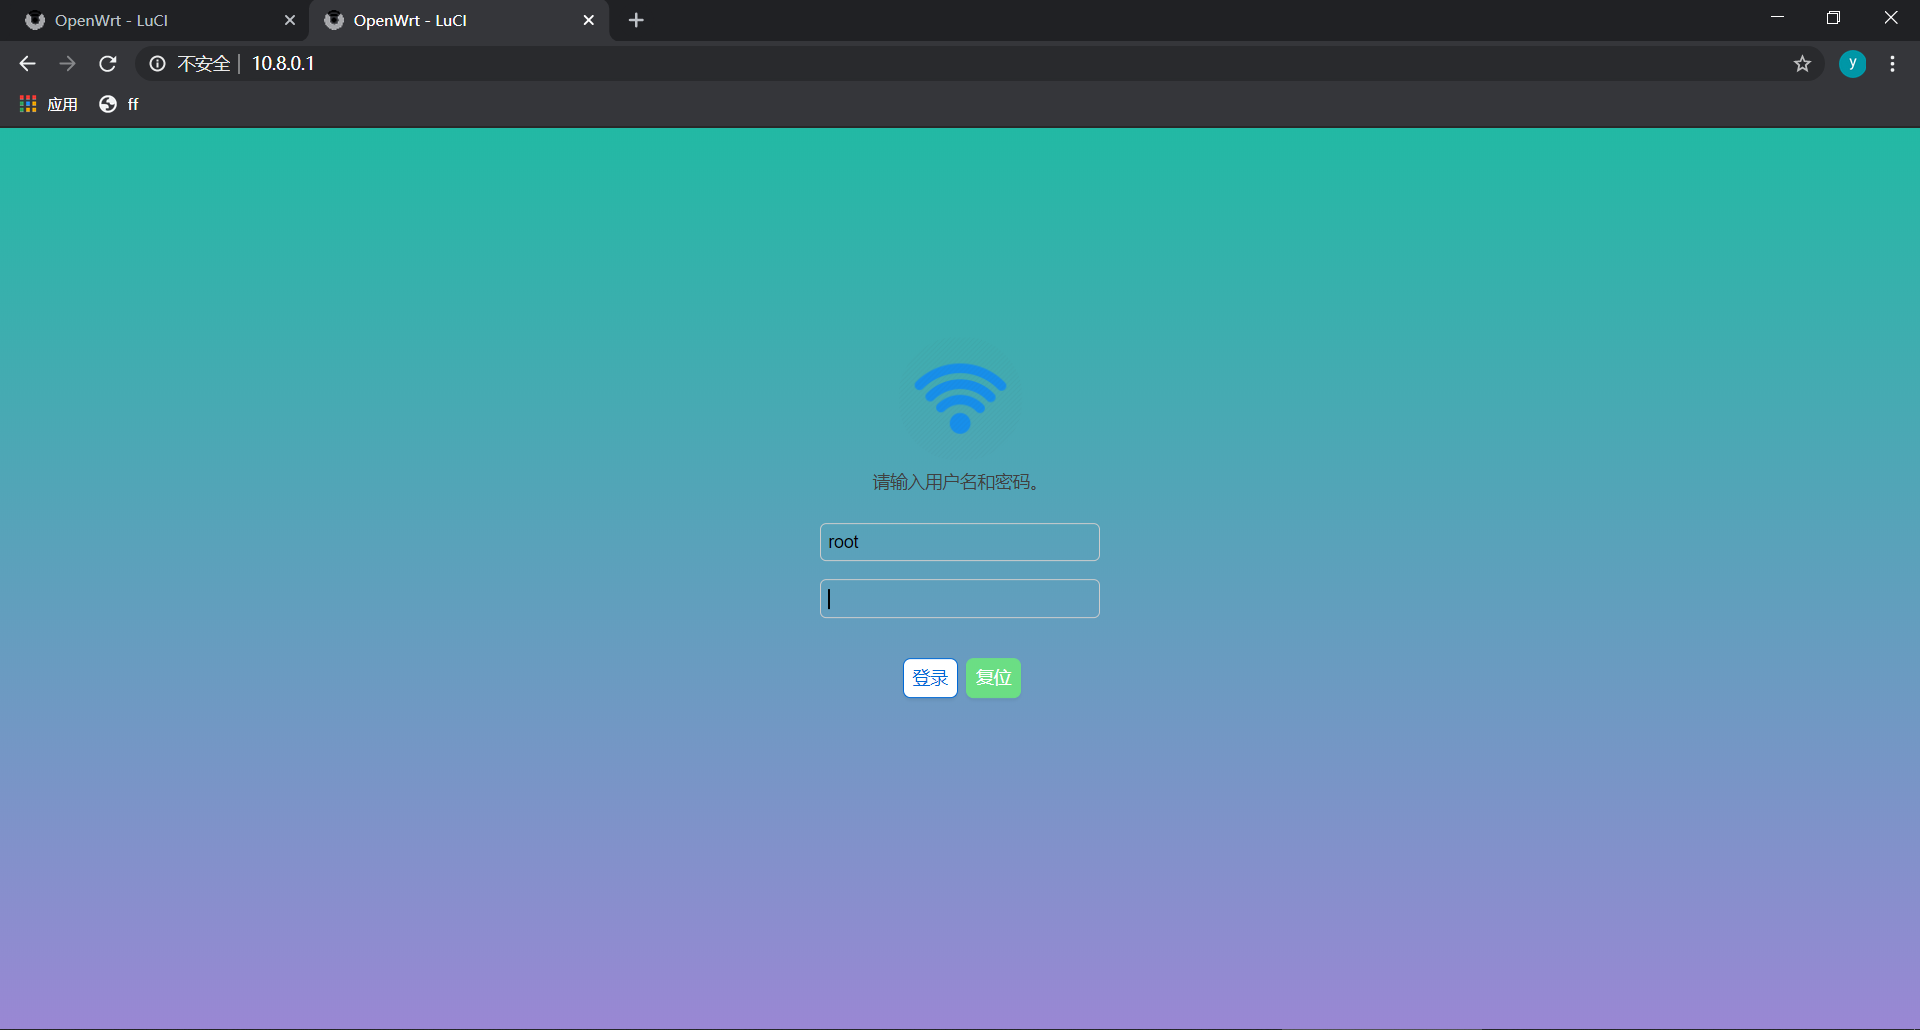 OpenWrt - LuCI
OpenWrt - LuCI
不安全 | 10.8.0.1
y
应用
ff
请输入用户名和密码。
root
登录 复位